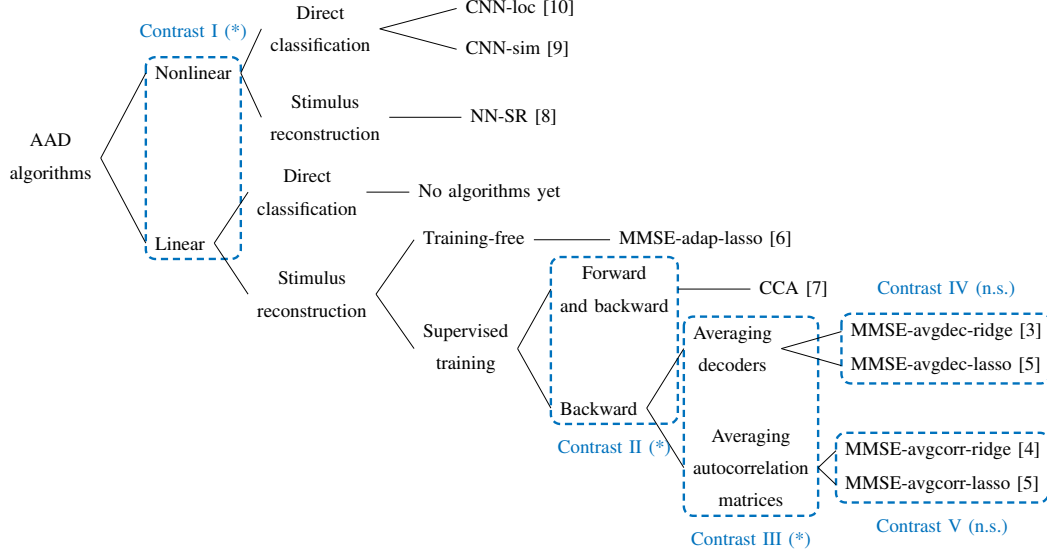 CNN-loc [10]
Direct
classification
Contrast I (*)
CNN-sim [9]
Nonlinear
Stimulus
reconstruction
NN-SR [8]
AAD
algorithms
Direct
classification
No algorithms yet
Linear
Training-free
MMSE-adap-lasso [6]
Stimulus
reconstruction
Forward
and backward
CCA [7]
Contrast IV (n.s.)
Supervised
training
Averaging
decoders
MMSE-avgdec-ridge [3]
MMSE-avgdec-lasso [5]
Backward
Contrast II (*)
Averaging
autocorrelation
matrices
MMSE-avgcorr-ridge [4]
MMSE-avgcorr-lasso [5]
Contrast V (n.s.)
Contrast III (*)